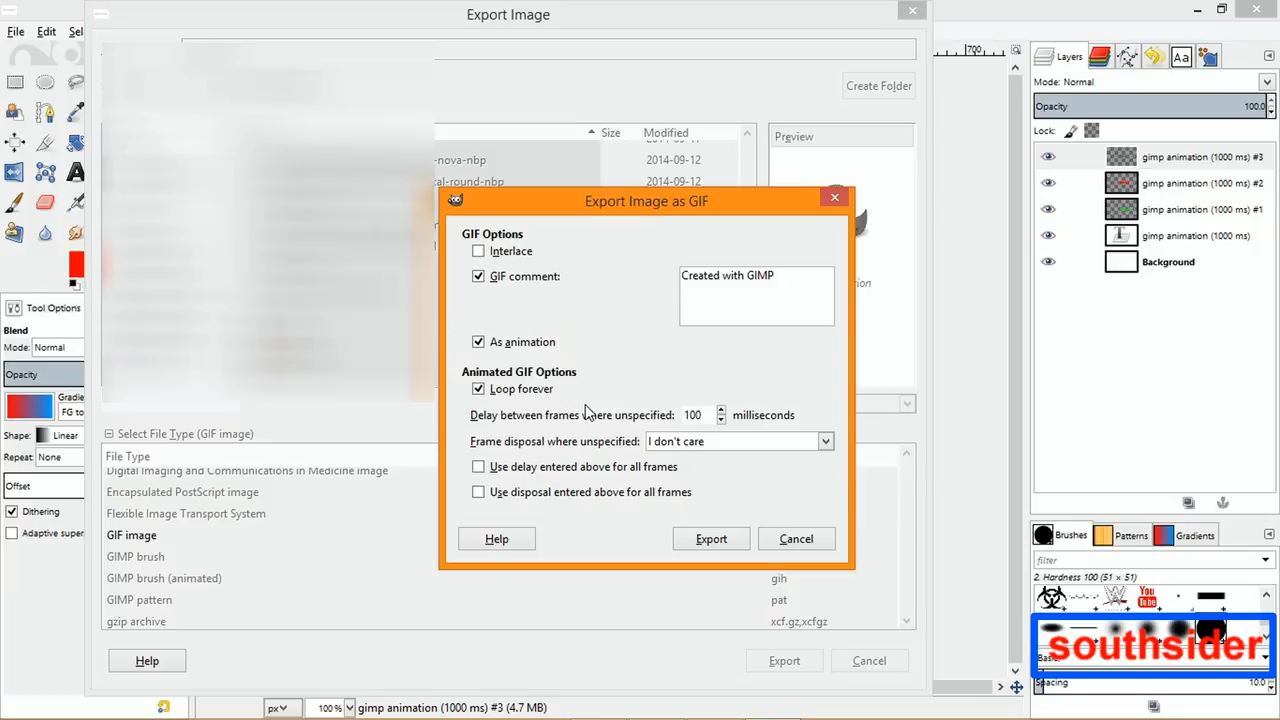 Export Image
File Edit Sel
700
Layers
Create Folder
Mode: Normal
Opacity 100.0
Lock:
Size Modified
Preview
-nova-nbp 2014-09-12
al-round-nbp 2014-09-12
gimp animation (1000 ms) #3
gimp animation (1000 ms) #2
gimp animation (1000 ms) #1
gimp animation (1000 ms)
Background
Export Image as GIF
GIF Options
Interlace
GIF comment:
Created with GIMP
As animation
Animated GIF Options
Loop forever
Delay between frames where unspecified: 100 milliseconds
Frame disposal where unspecified: I don't care
Use delay entered above for all frames
Use disposal entered above for all frames
Help Export Cancel
Tool Options
Blend
Mode: Normal
Opacity
Gradie
FG to
Shape: Linear
Repeat: None
Offset
Dithering
Adaptive super
Select File Type (GIF image)
File Type
Digital Imaging and Communications in Medicine image
Encapsulated PostScript image
Flexible Image Transport System
GIF image
GIMP brush
GIMP brush (animated) gih
GIMP pattern pat
gzip archive xcf.gz,xcfgz
Help Export Cancel
Brushes Patterns Gradients
filter
2. Hardness 100 (51 × 51)
You
Tube
southsider
Spacing 10.0
px 100 % gimp animation (1000 ms) #3 (4.7 MB)